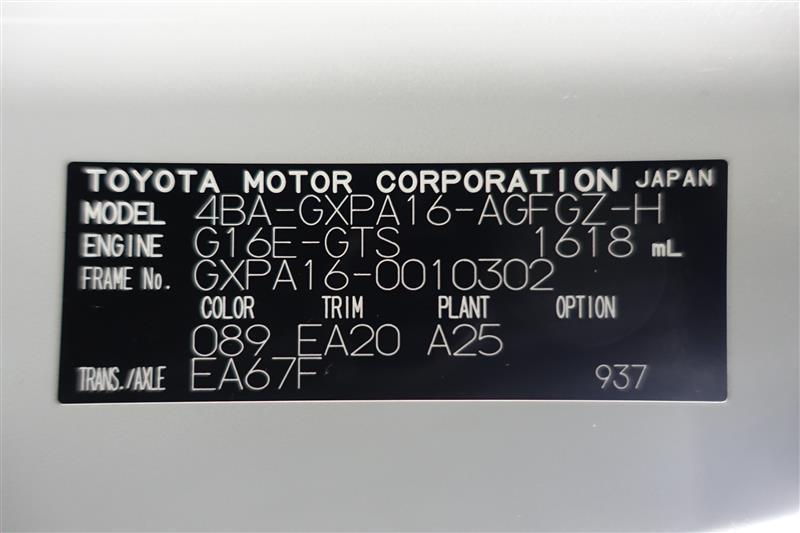 TOYOTA MOTOR CORPORATION JAPAN
MODEL 4BA-GXPA16-AGFGZ-H
ENGINE G16E-GTS 1618 mL
FRAME No. GXPA16-0010302
COLOR TRIM PLANT OPTION
089 EA20 A25
TRANS./AXLE EA67F 937